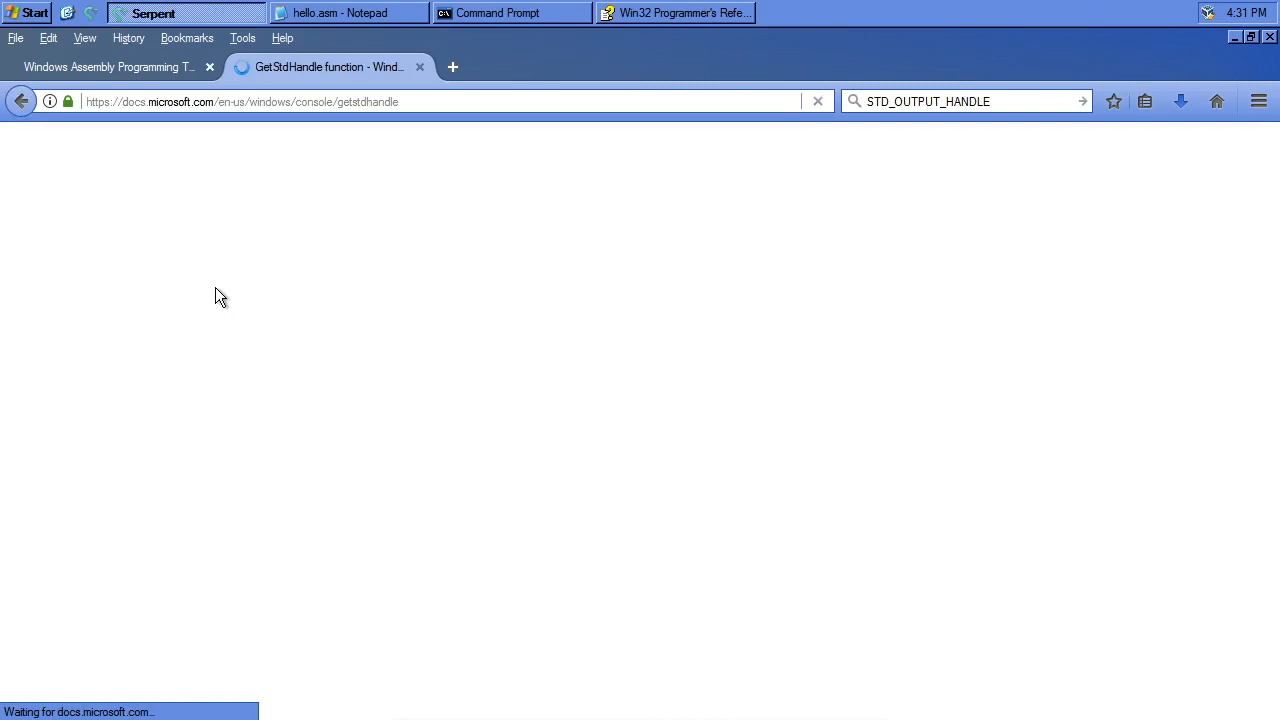 Start Serpent hello.asm - Notepad Command Prompt Win32 Programmer's Refe... 4:31 PM
File Edit View History Bookmarks Tools Help
Windows Assembly Programming T... GetStdHandle function - Wind...
https://docs.microsoft.com/en-us/windows/console/getstdhandle STD_OUTPUT_HANDLE
Waiting for docs.microsoft.com...